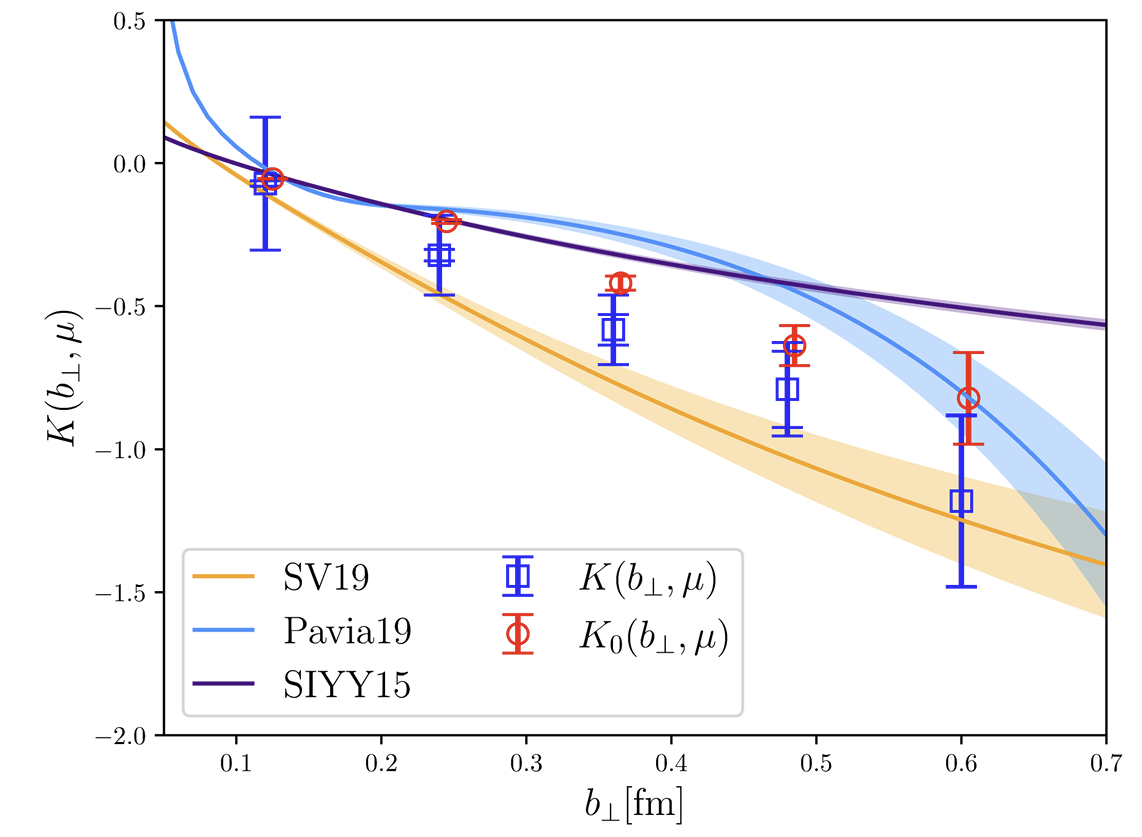 0.5
0.0
−0.5
−1.0
−1.5
−2.0
K(b⊥, μ)
SV19
Pavia19
SIYY15
K(b⊥, μ)
K₀(b⊥, μ)
0.1 0.2 0.3 0.4 0.5 0.6 0.7
b⊥[fm]